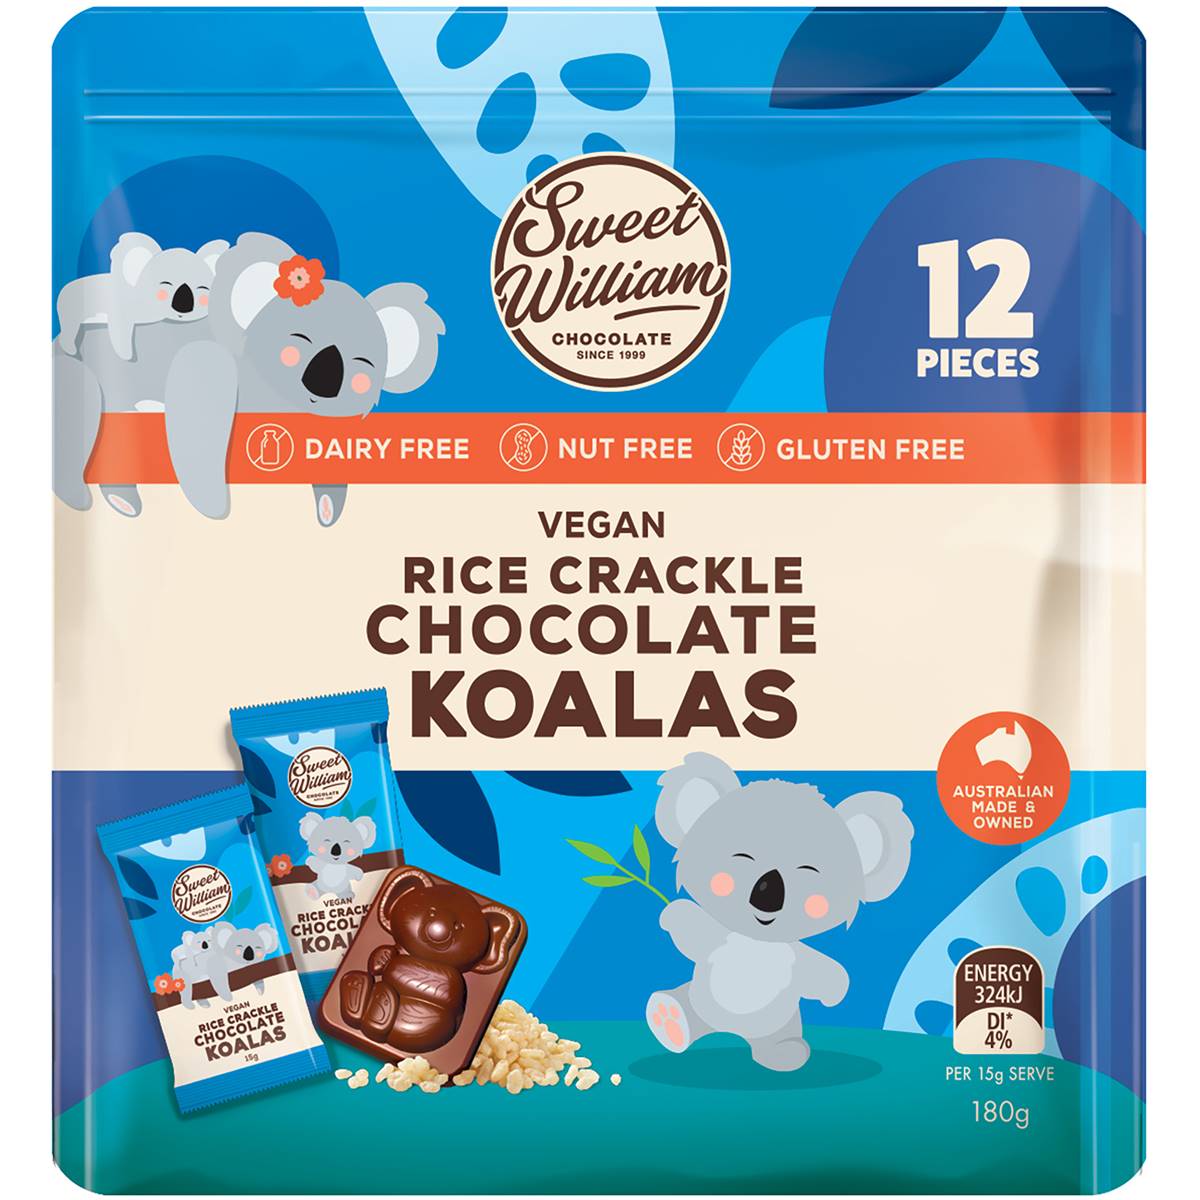 Sweet
William
CHOCOLATE
SINCE 1999
12
PIECES
DAIRY FREE
NUT FREE
GLUTEN FREE
VEGAN
RICE CRACKLE
CHOCOLATE
KOALAS
AUSTRALIAN
MADE &
OWNED
Sweet
William
CHOCOLATE
VEGAN
RICE CRACK
CHOCOLA
KOAL
Sweet
William
CHOCOLATE
VEGAN
RICE CRACKLE
CHOCOLATE
KOALAS
15g
ENERGY
324kJ
DI*
4%
PER 15g SERVE
180g